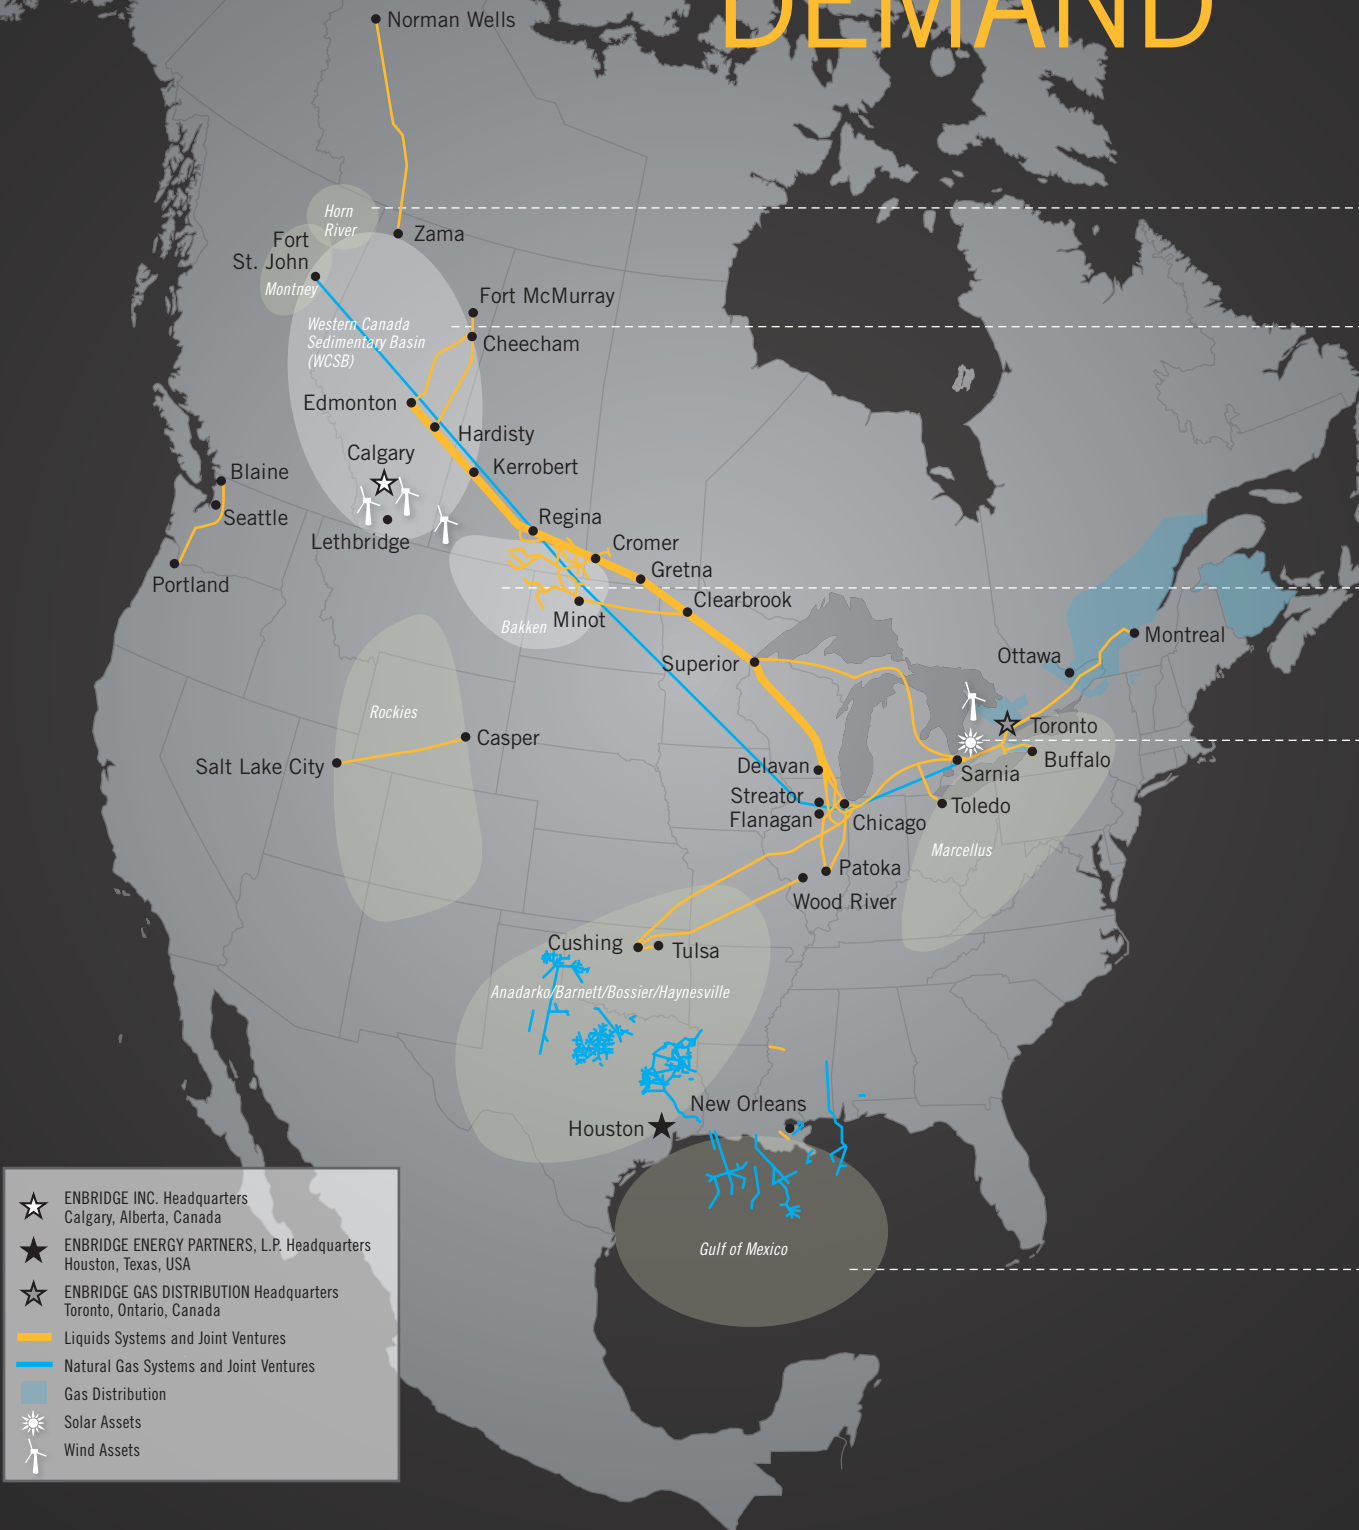 DEMAND
Norman Wells
Horn
River
Zama
Fort
St. John
Montney
Fort McMurray
Western Canada
Sedimentary Basin
(WCSB)
Cheecham
Edmonton
Hardisty
Calgary
Kerrobert
Blaine
Seattle
Regina
Lethbridge
Cromer
Gretna
Portland
Clearbrook
Minot
Bakken
Montreal
Ottawa
Superior
Rockies
Toronto
Casper
Buffalo
Salt Lake City
Delavan
Sarnia
Streator
Toledo
Flanagan
Chicago
Marcellus
Patoka
Wood River
Cushing
Tulsa
Anadarko/Barnett/Bossier/Haynesville
New Orleans
Houston
Gulf of Mexico
ENBRIDGE INC. Headquarters
Calgary, Alberta, Canada
ENBRIDGE ENERGY PARTNERS, L.P. Headquarters
Houston, Texas, USA
ENBRIDGE GAS DISTRIBUTION Headquarters
Toronto, Ontario, Canada
Liquids Systems and Joint Ventures
Natural Gas Systems and Joint Ventures
Gas Distribution
Solar Assets
Wind Assets